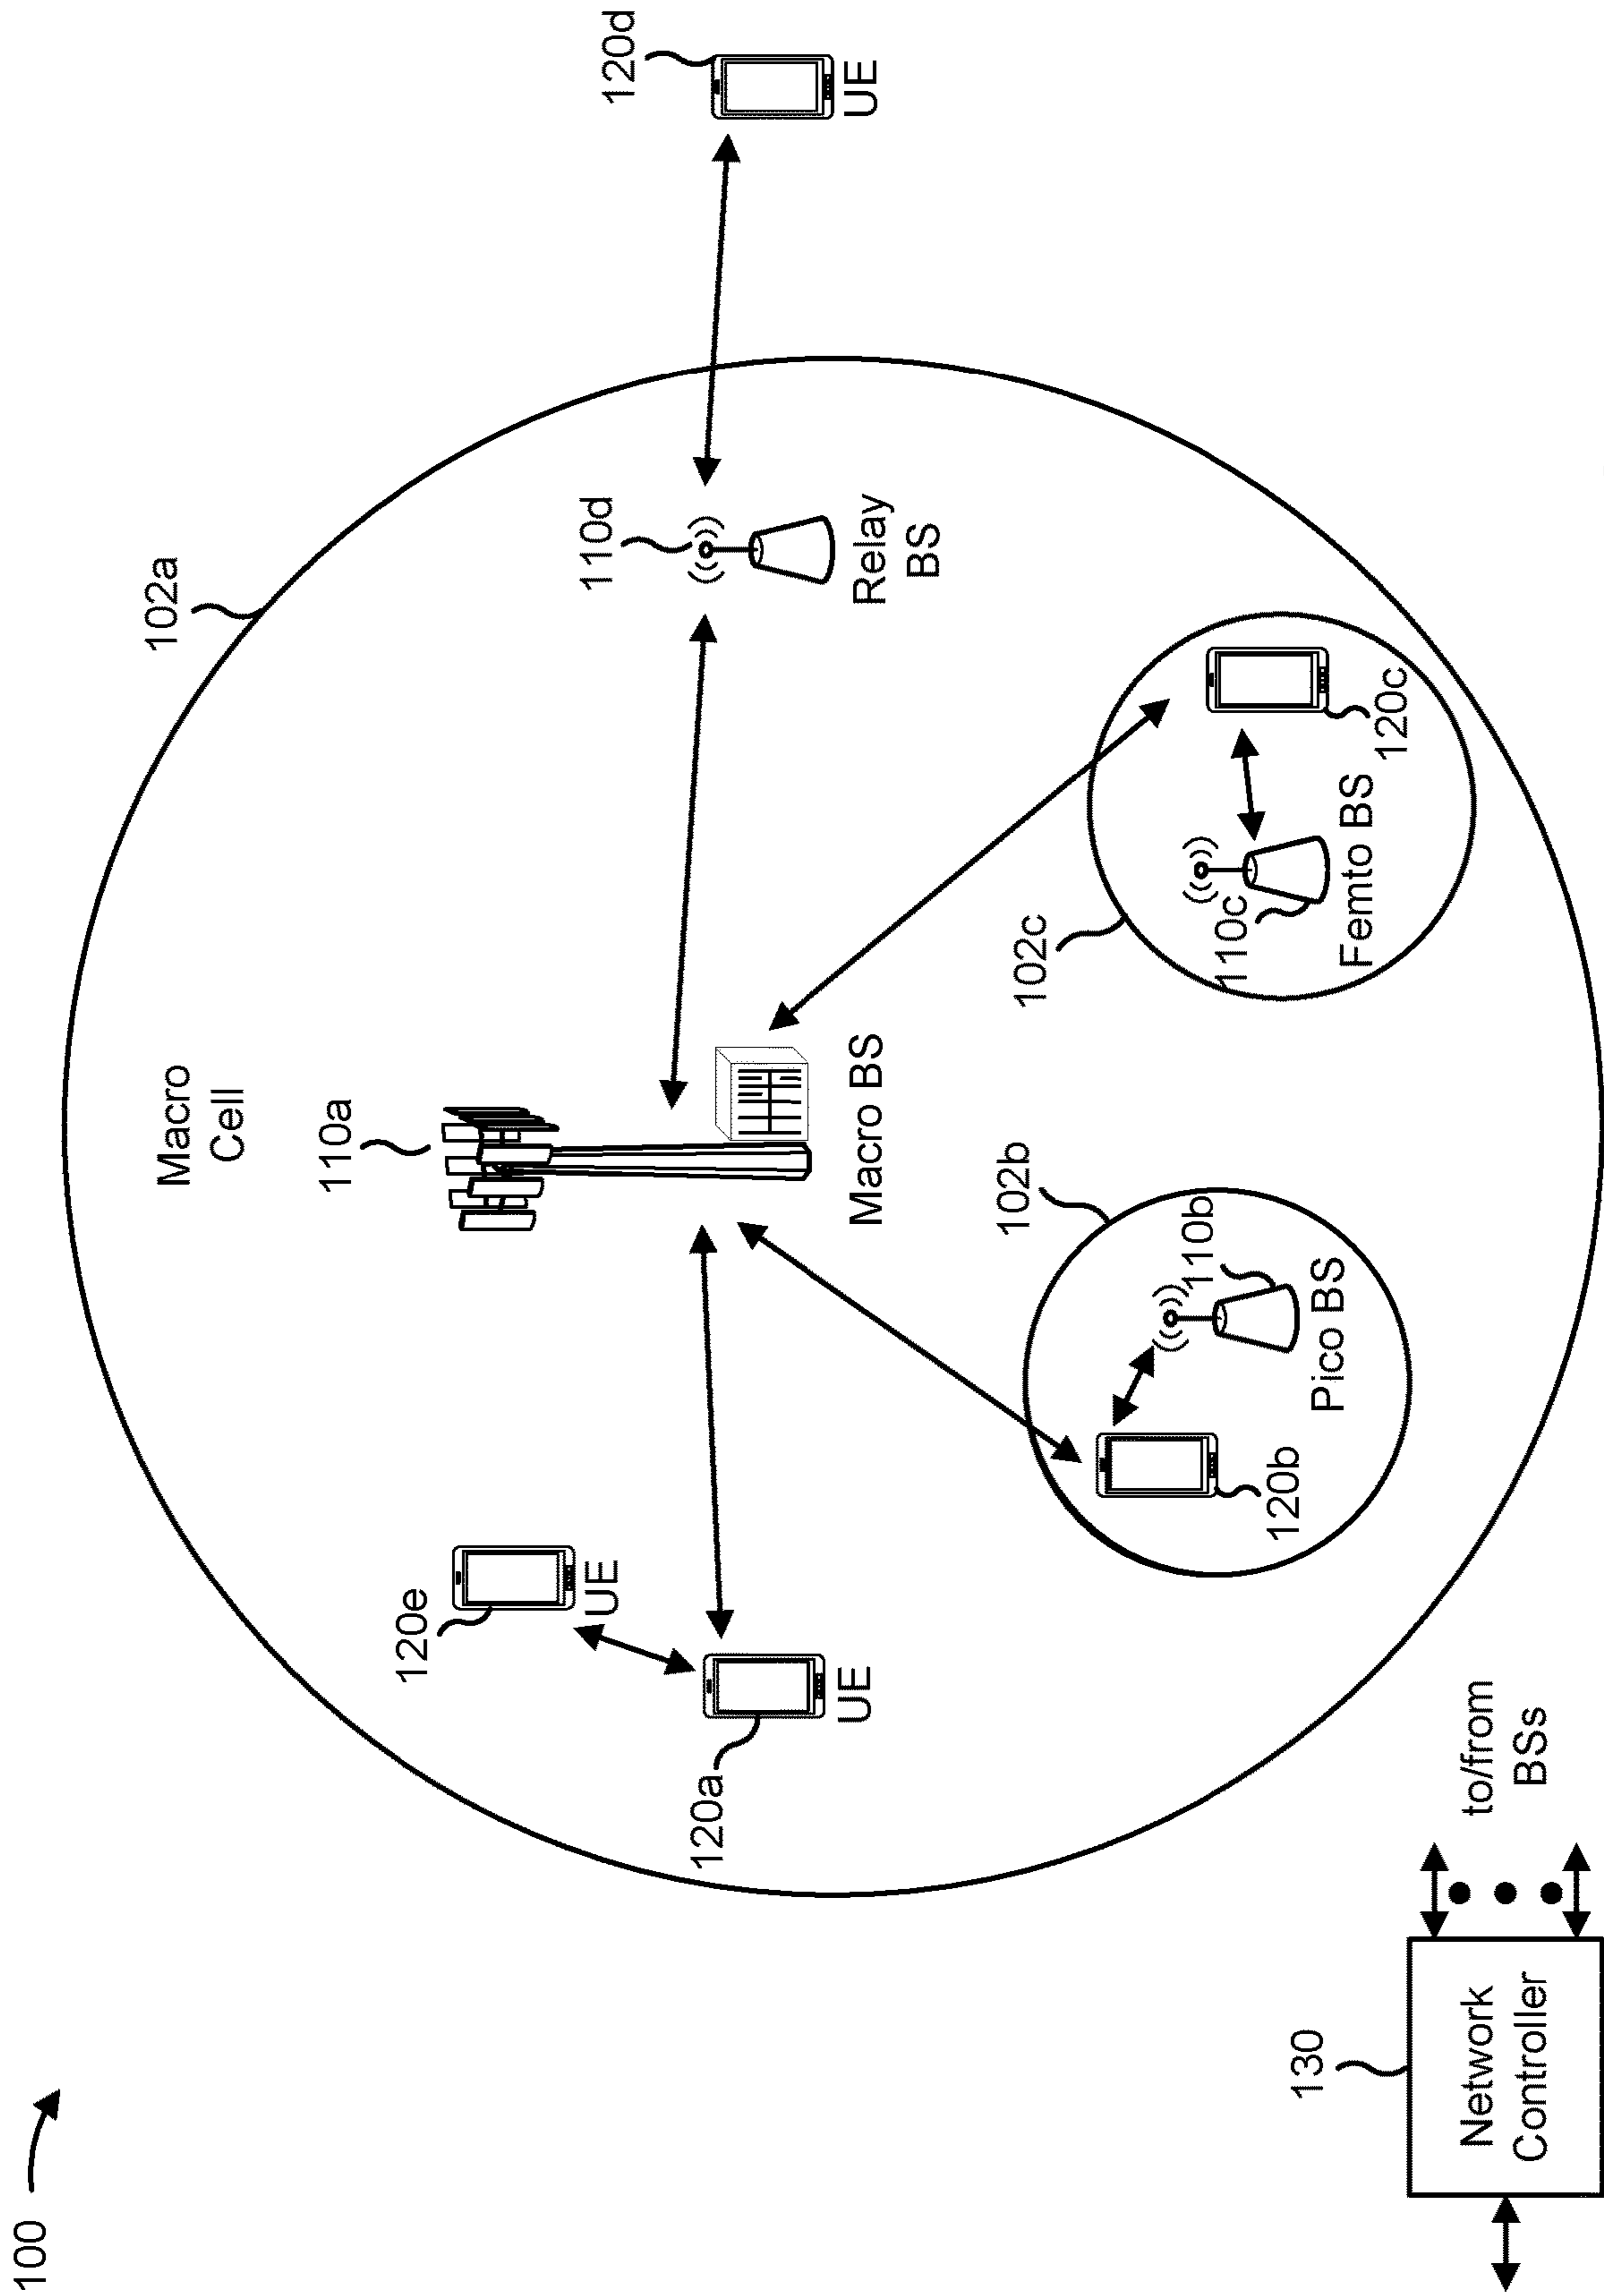 100
Macro
Cell
102a
110a
120d
UE
120e
UE
110d
Relay
BS
120a
UE
Macro BS
102b
102c
110b
Pico BS
120b
110c
Femto BS
120c
130
Network
Controller
to/from
BSs